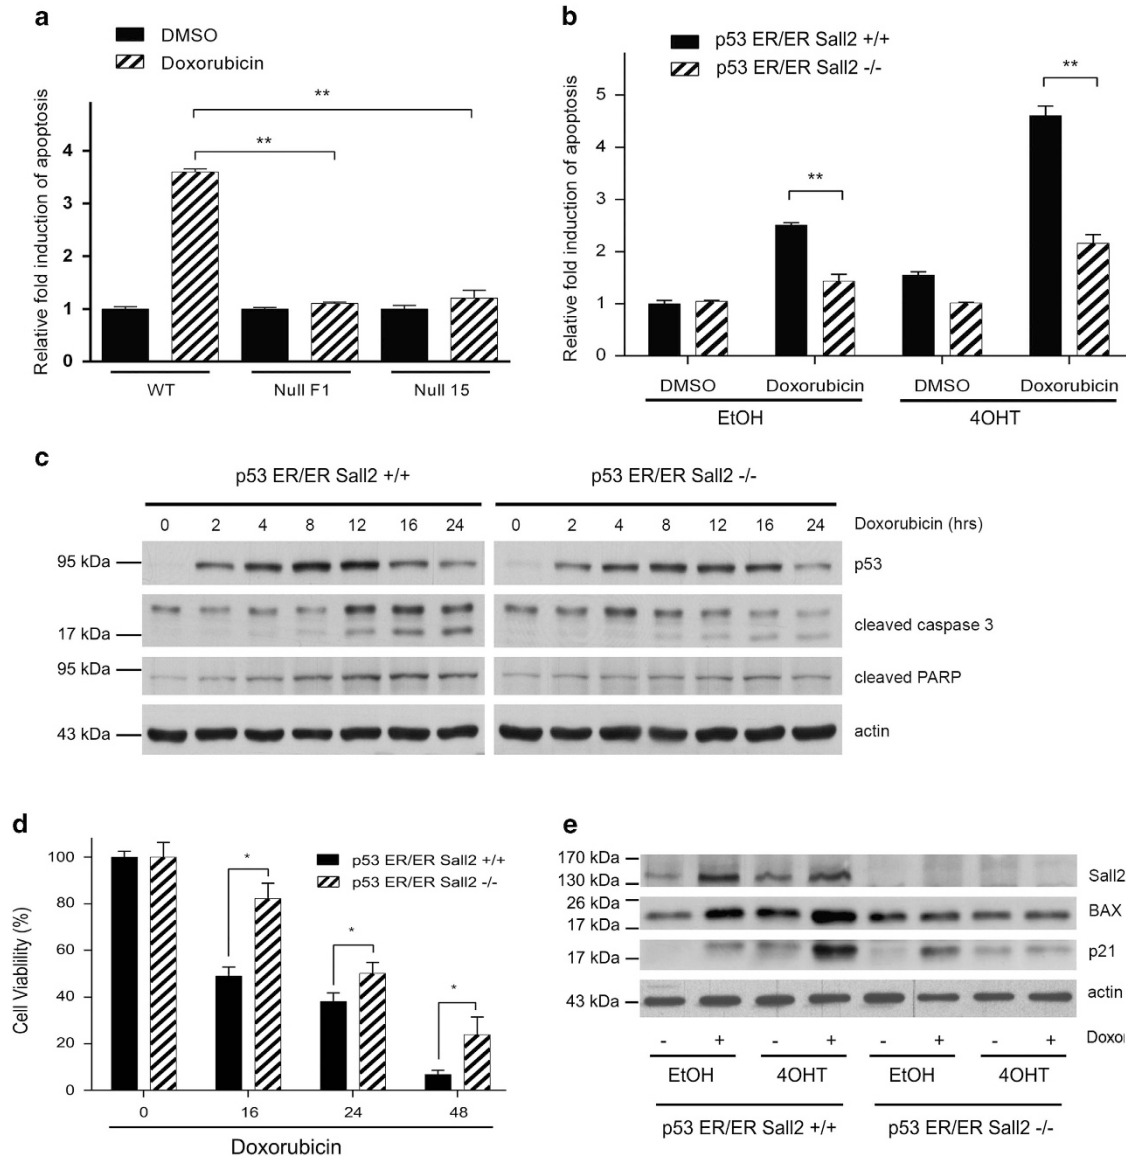 a
DMSO
Doxorubicin
Relative fold induction of apoptosis
**
**
4
3
2
1
0
WT Null F1 Null 15
b
p53 ER/ER Sall2 +/+
p53 ER/ER Sall2 -/-
Relative fold induction of apoptosis
**
**
5
4
3
2
1
0
DMSO Doxorubicin DMSO Doxorubicin
EtOH 4OHT
c
p53 ER/ER Sall2 +/+ p53 ER/ER Sall2 -/-
0 2 4 8 12 16 24 0 2 4 8 12 16 24 Doxorubicin (hrs)
95 kDa p53
cleaved caspase 3
17 kDa
95 kDa cleaved PARP
43 kDa actin
d
p53 ER/ER Sall2 +/+
p53 ER/ER Sall2 -/-
Cell Viablility (%)
*
*
*
100
80
60
40
20
0
0 16 24 48
Doxorubicin
e
170 kDa
130 kDa Sall2
26 kDa BAX
17 kDa
17 kDa p21
43 kDa actin
- + - + - + - + Doxo
EtOH 4OHT EtOH 4OHT
p53 ER/ER Sall2 +/+ p53 ER/ER Sall2 -/-